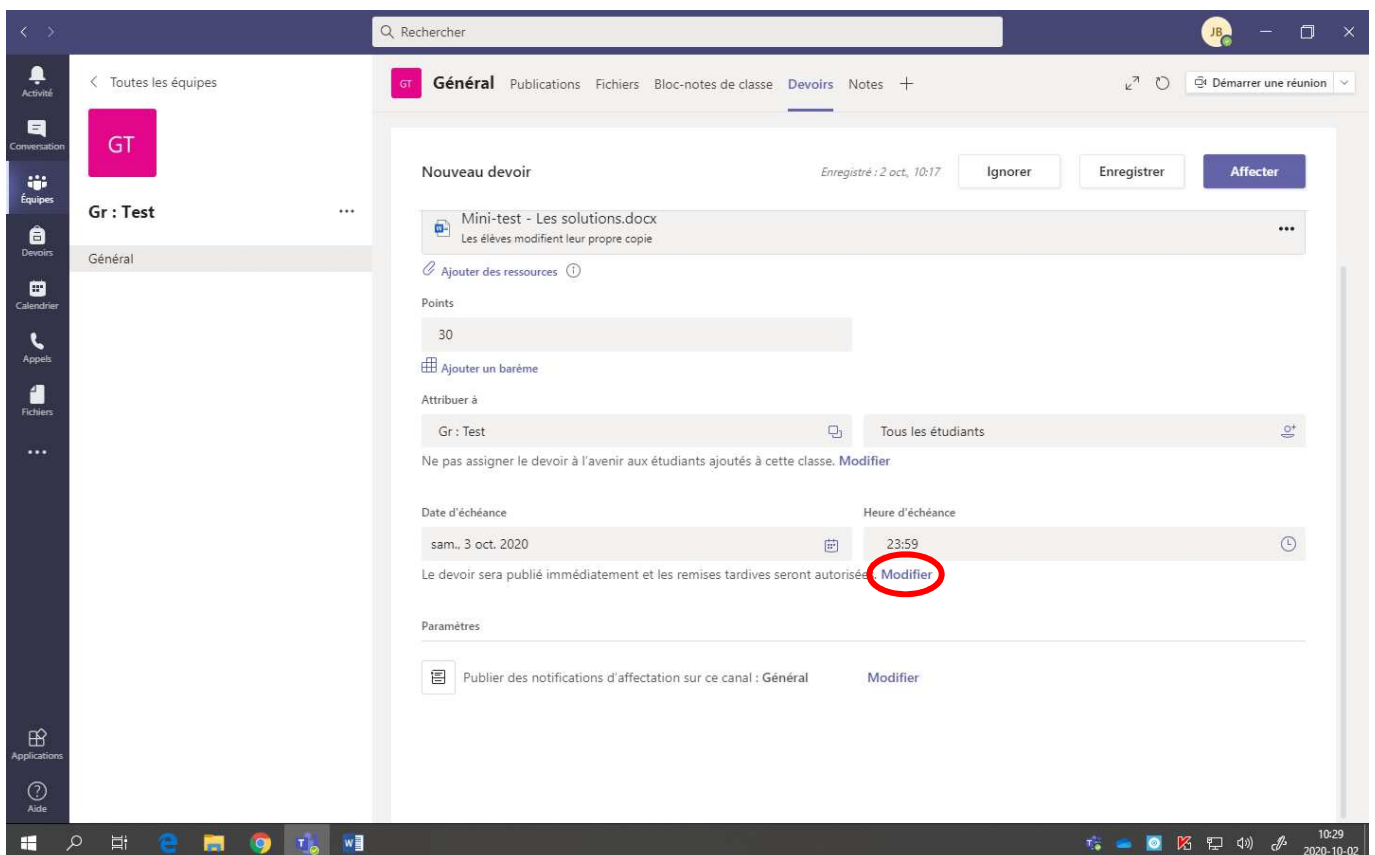 Rechercher
JB
Activité
Conversation
Équipes
Devoirs
Calendrier
Appels
Fichiers
Applications
Aide
Toutes les équipes
GT
Gr : Test
Général
GT Général Publications Fichiers Bloc-notes de classe Devoirs Notes
Démarrer une réunion
Nouveau devoir
Enregistré : 2 oct., 10:17
Ignorer
Enregistrer
Affecter
Mini-test - Les solutions.docx
Les élèves modifient leur propre copie
Ajouter des ressources
Points
30
Ajouter un barème
Attribuer à
Gr : Test
Tous les étudiants
Ne pas assigner le devoir à l'avenir aux étudiants ajoutés à cette classe. Modifier
Date d'échéance
Heure d'échéance
sam., 3 oct. 2020
23:59
Le devoir sera publié immédiatement et les remises tardives seront autorisées. Modifier
Paramètres
Publier des notifications d'affectation sur ce canal : Général
Modifier
10:29
2020-10-02